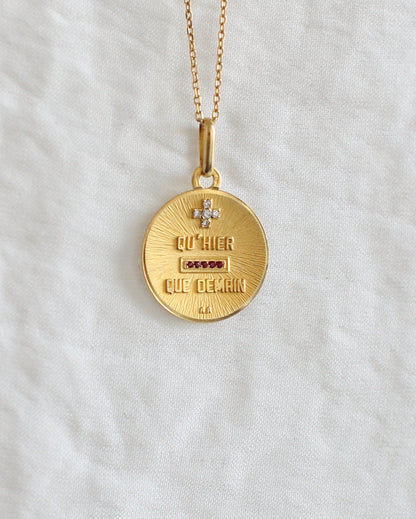 +
QU'HIER
-
QUE DEMAIN